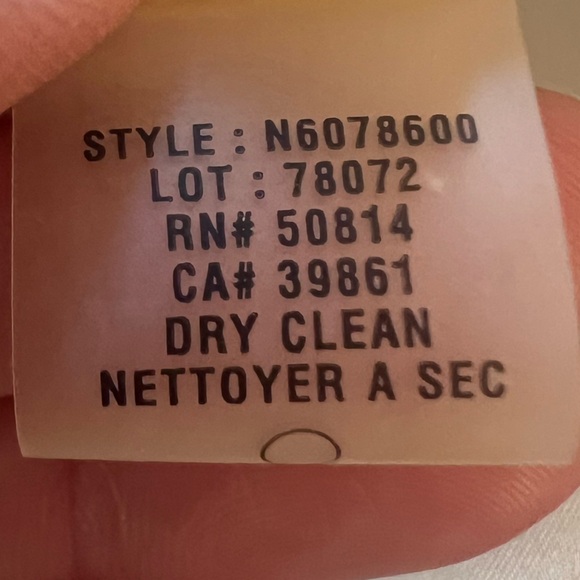 STYLE : N6078600
LOT : 78072
RN# 50814
CA# 39861
DRY CLEAN
NETTOYER A SEC